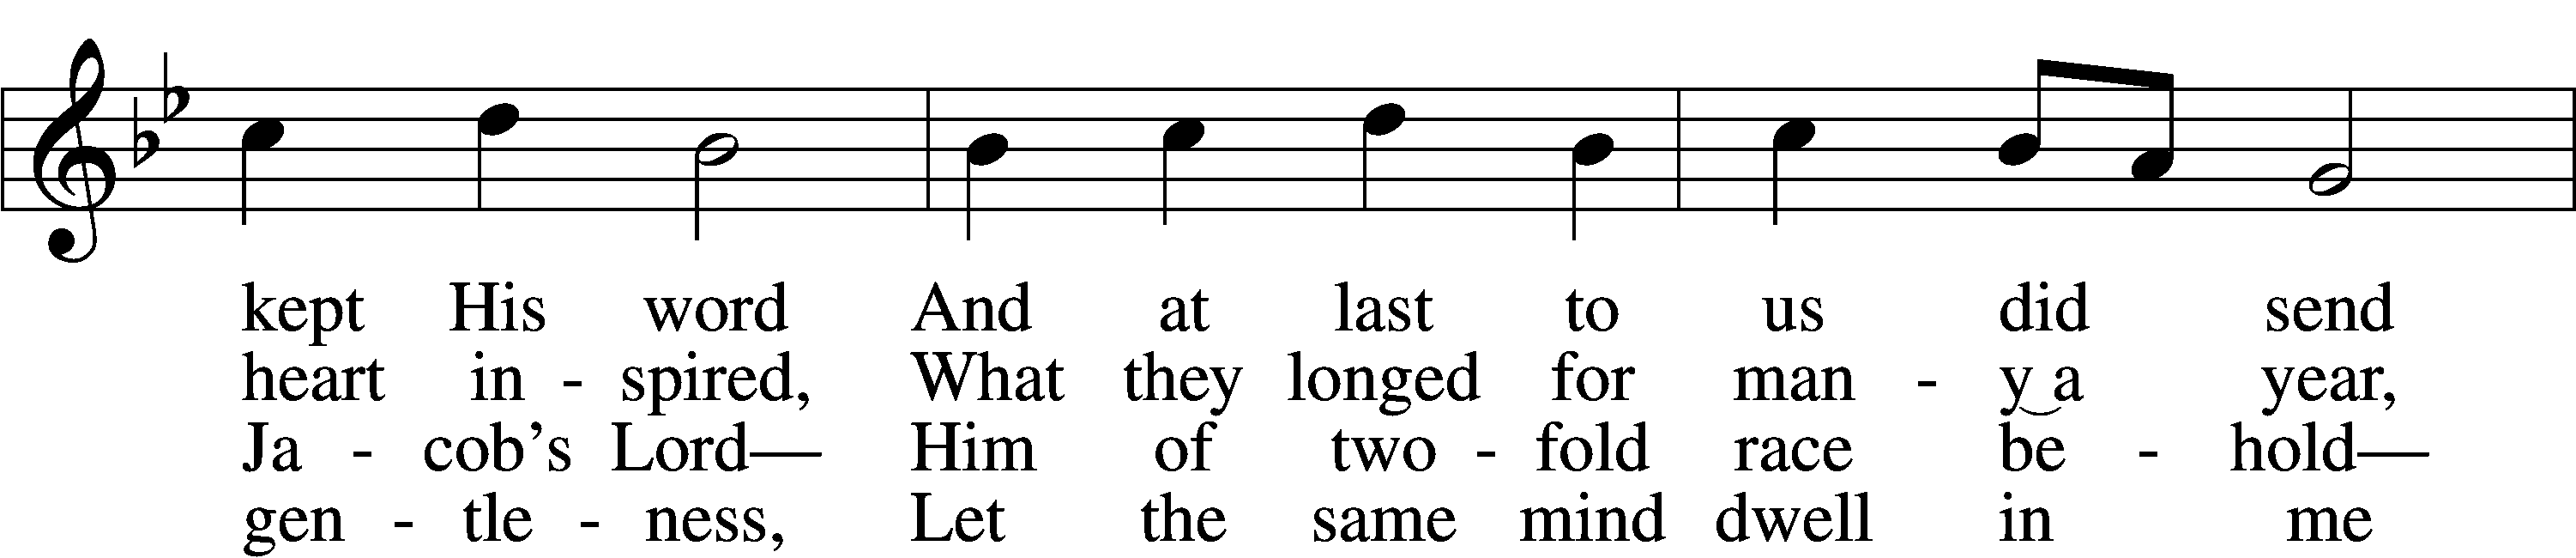 kept His word And at last to us did send
heart in - spired, What they longed for man - y a year,
Ja - cob’s Lord— Him of two - fold race be - hold—
gen - tle - ness, Let the same mind dwell in me